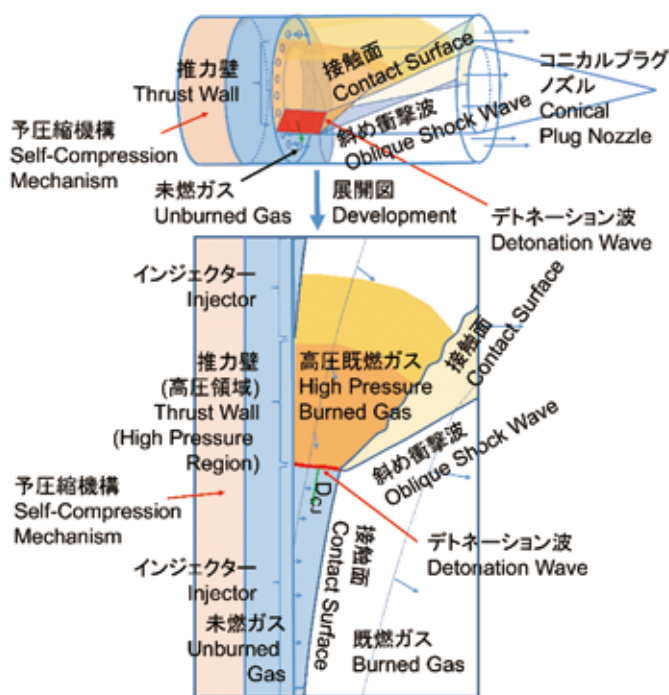 推力壁
Thrust Wall
予圧縮機構
Self-Compression
Mechanism
接触面
Contact Surface
斜め衝撃波
Oblique Shock Wave
コニカルプラグ
ノズル
Conical
Plug Nozzle
未燃ガス
Unburned Gas
展開図
Development
デトネーション波
Detonation Wave
インジェクター
Injector
推力壁
(高圧領域)
Thrust Wall
(High Pressure
Region)
高圧既燃ガス
High Pressure
Burned Gas
接触面
Contact Surface
斜め衝撃波
Oblique Shock Wave
予圧縮機構
Self-Compression
Mechanism
DCJ
デトネーション波
Detonation Wave
接触面
Contact Surface
インジェクター
Injector
未燃ガス
Unburned
Gas
既燃ガス
Burned Gas